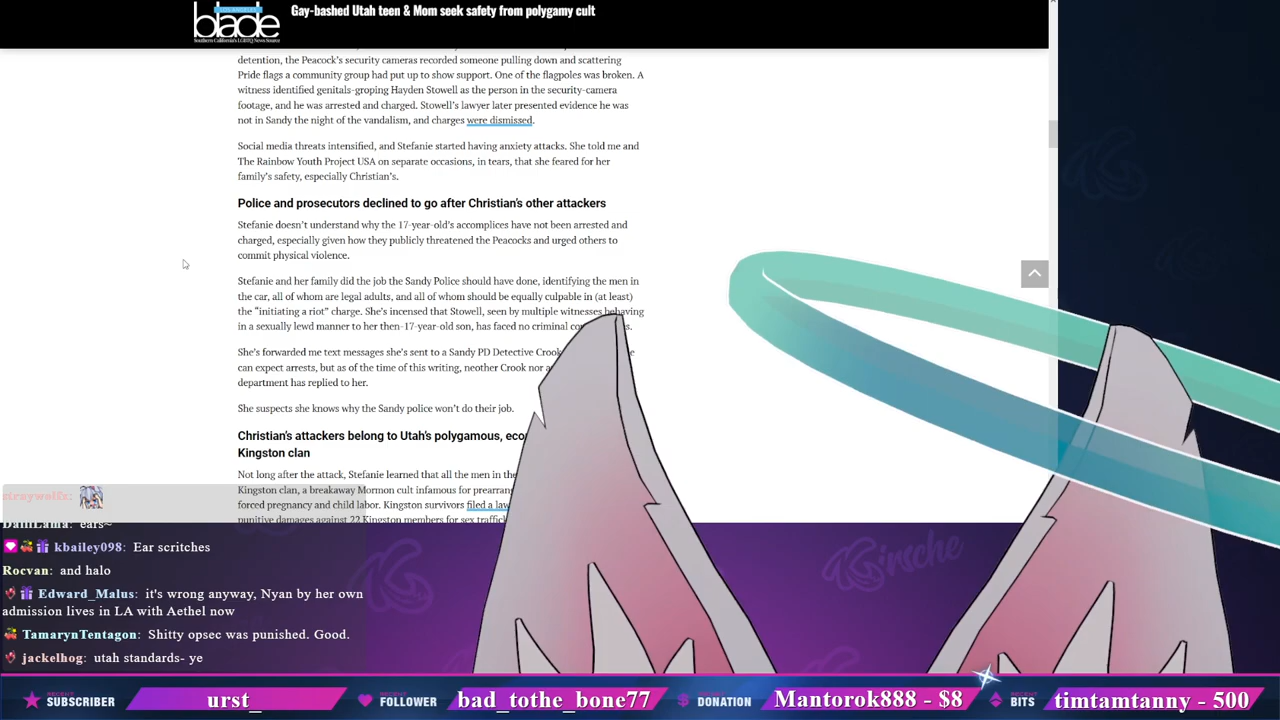 LOS ANGELES
blade
Southern California's LGBTQ News Source
Gay-bashed Utah teen & Mom seek safety from polygamy cult
detention, the Peacock's security cameras recorded someone pulling down and scattering
Pride flags a community group had put up to show support. One of the flagpoles was broken. A
witness identified genitals-groping Hayden Stowell as the person in the security-camera
footage, and he was arrested and charged. Stowell's lawyer later presented evidence he was
not in Sandy the night of the vandalism, and charges were dismissed.
Social media threats intensified, and Stefanie started having anxiety attacks. She told me and
The Rainbow Youth Project USA on separate occasions, in tears, that she feared for her
family's safety, especially Christian's.
Police and prosecutors declined to go after Christian's other attackers
Stefanie doesn't understand why the 17-year-old's accomplices have not been arrested and
charged, especially given how they publicly threatened the Peacocks and urged others to
commit physical violence.
Stefanie and her family did the job the Sandy Police should have done, identifying the men in
the car, all of whom are legal adults, and all of whom should be equally culpable in (at least)
the "initiating a riot" charge. She's incensed that Stowell, seen by multiple witnesses behaving
in a sexually lewd manner to her then-17-year-old son, has faced no criminal
She's forwarded me text messages she's sent to a Sandy PD Detective Crook
can expect arrests, but as of the time of this writing, neother Crook nor
department has replied to her.
She suspects she knows why the Sandy police won't do their job.
Christian's attackers belong to Utah's polygamous,
Kingston clan
Not long after the attack, Stefanie learned that all the men in the
Kingston clan, a breakaway Mormon cult infamous for
forced pregnancy and child labor. Kingston survivors filed a
punitive damages against 22 Kingston members for sex
DaniLama: ears~
kbailey098: Ear scritches
Rocvan: and halo
Edward_Malus: it's wrong anyway, Nyan by her own
admission lives in LA with Aethel now
TamarynTentagon: Shitty opsec was punished. Good.
jackelhog: utah standards- ye
Kinsche
RECENT SUBSCRIBER urst_ RECENT FOLLOWER bad_tothe_bone77 RECENT DONATION Mantorok888 - $8 RECENT BITS timtamtanny - 500